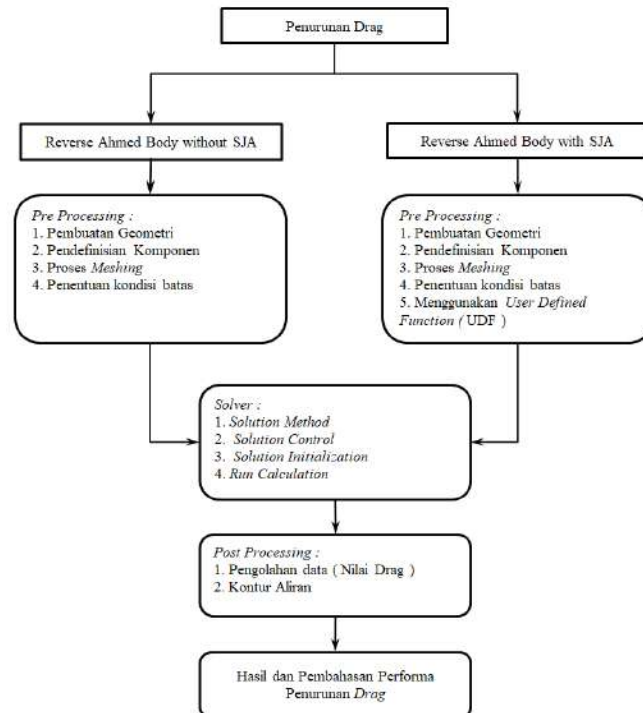 Penurunan Drag
Reverse Ahmed Body without SJA
Reverse Ahmed Body with SJA
Pre Processing :
1. Pembuatan Geometri
2. Pendefinisian Komponen
3. Proses Meshing
4. Penentuan kondisi batas
Pre Processing :
1. Pembuatan Geometri
2. Pendefinisian Komponen
3. Proses Meshing
4. Penentuan kondisi batas
5. Menggunakan User Defined
Function ( UDF )
Solver :
1. Solution Method
2. Solution Control
3. Solution Initialization
4. Run Calculation
Post Processing :
1. Pengolahan data ( Nilai Drag )
2. Kontur Aliran
Hasil dan Pembahasan Performa
Penurunan Drag